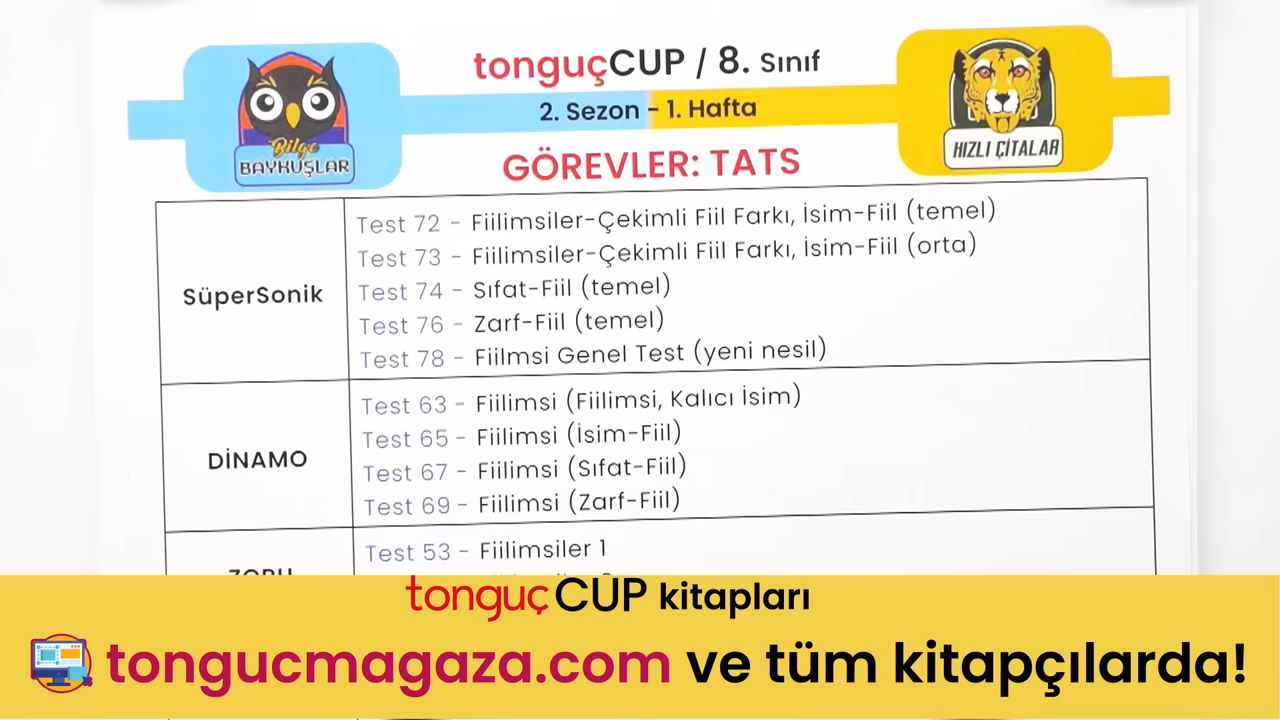 tonguçCUP / 8. Sınıf
2. Sezon - 1. Hafta
Bilge
BAYKUŞLAR
HIZLI ÇİTALAR
GÖREVLER: TATS
SüperSonik
Test 72 - Fiilimsiler-Çekimli Fiil Farkı, İsim-Fiil (temel)
Test 73 - Fiilimsiler-Çekimli Fiil Farkı, İsim-Fiil (orta)
Test 74 - Sıfat-Fiil (temel)
Test 76 - Zarf-Fiil (temel)
Test 78 - Fiilmsi Genel Test (yeni nesil)
DİNAMO
Test 63 - Fiilimsi (Fiilimsi, Kalıcı İsim)
Test 65 - Fiilimsi (İsim-Fiil)
Test 67 - Fiilimsi (Sıfat-Fiil)
Test 69 - Fiilimsi (Zarf-Fiil)
Test 53 - Fiilimsiler 1
tonguçCUP kitapları
tongucmagaza.com ve tüm kitapçılarda!